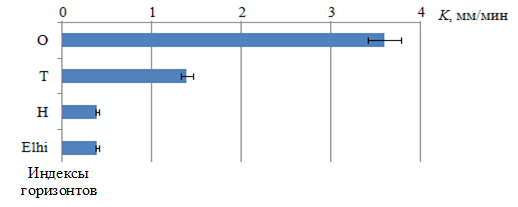 0 1 2 3 4 K, мм/мин
O
T
H
Elhi
Индексы
горизонтов